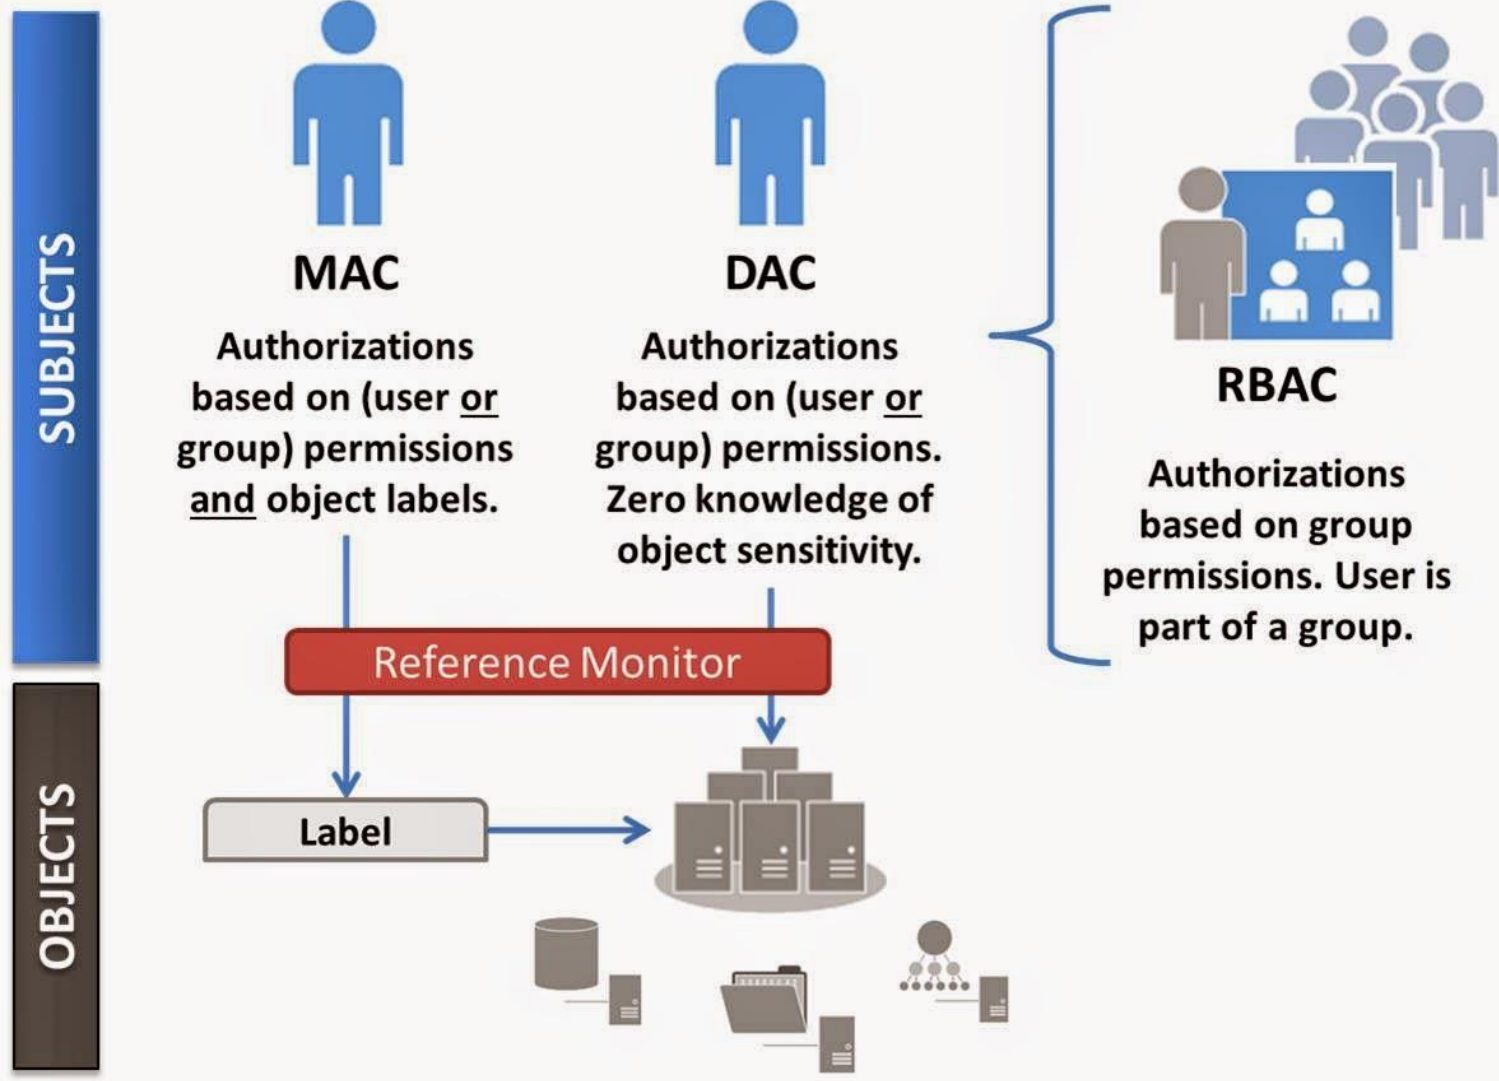 SUBJECTS
MAC
Authorizations
based on (user or
group) permissions
and object labels.
DAC
Authorizations
based on (user or
group) permissions.
Zero knowledge of
object sensitivity.
RBAC
Authorizations
based on group
permissions. User is
part of a group.
Reference Monitor
OBJECTS
Label